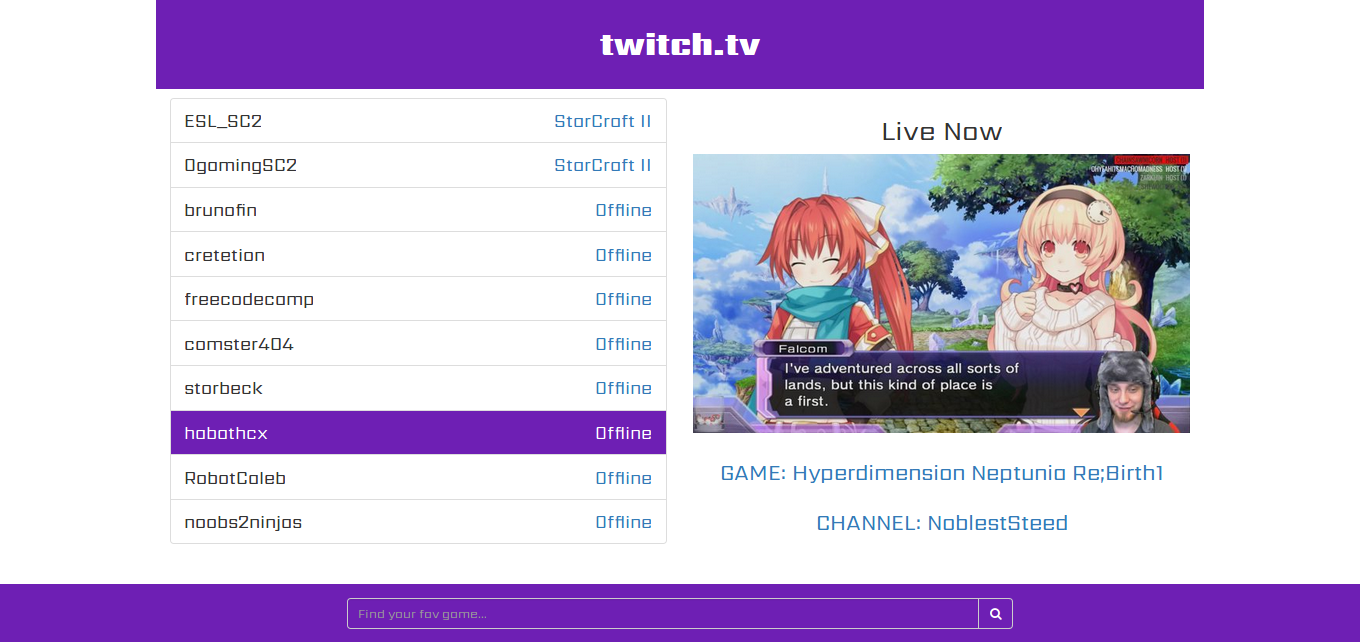 twitch.tv
ESL_SC2 StarCraft II
OgamingSC2 StarCraft II
brunofin Offline
cretetion Offline
freecodecamp Offline
comster404 Offline
storbeck Offline
habathcx Offline
RobotCaleb Offline
noobs2ninjas Offline
Live Now
Falcom
I've adventured across all sorts of
lands, but this kind of place is
a first.
GAME: Hyperdimension Neptunia Re;Birth1
CHANNEL: NoblestSteed
Find your fav game...